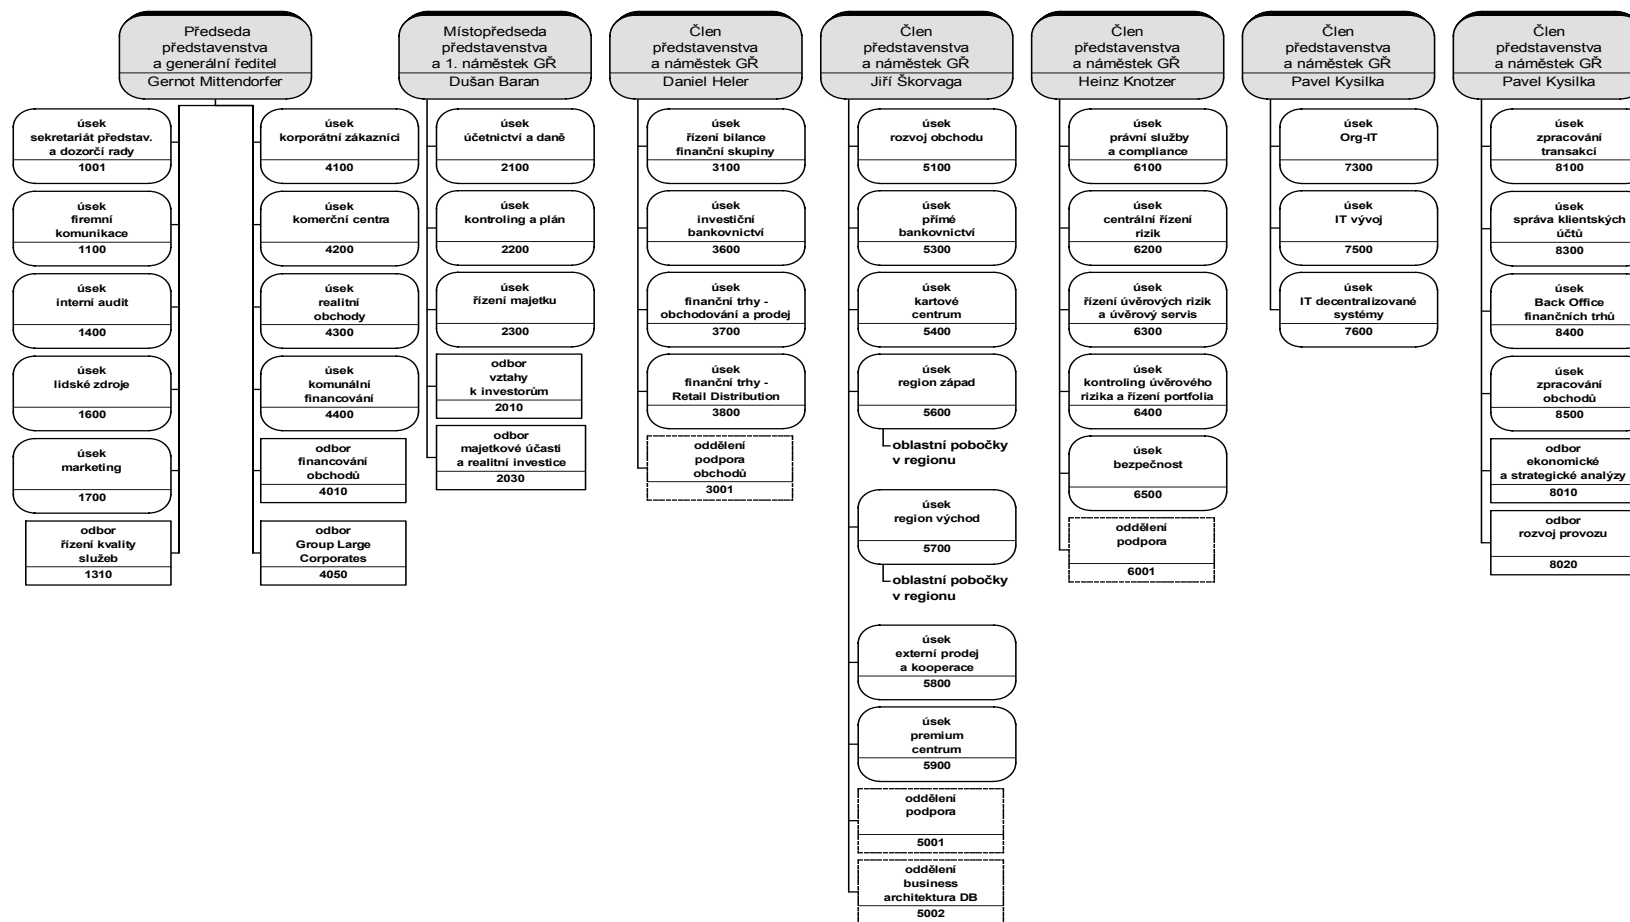 Předseda
představenstva
a generální ředitel
Gernot Mittendorfer
úsek
sekretariát představ.
a dozorčí rady
1001
úsek
firemní
komunikace
1100
úsek
interní audit
1400
úsek
lidské zdroje
1600
úsek
marketing
1700
odbor
řízení kvality
služeb
1310
úsek
korporátní zákazníci
4100
úsek
komerční centra
4200
úsek
realitní
obchody
4300
úsek
komunální
financování
4400
odbor
financování
obchodů
4010
odbor
Group Large
Corporates
4050
Místopředseda
představenstva
a 1. náměstek GŘ
Dušan Baran
úsek
účetnictví a daně
2100
úsek
kontroling a plán
2200
úsek
řízení majetku
2300
odbor
vztahy
k investorům
2010
odbor
majetkové účasti
a realitní investice
2030
Člen
představenstva
a náměstek GŘ
Daniel Heler
úsek
řízení bilance
finanční skupiny
3100
úsek
investiční
bankovnictví
3600
úsek
finanční trhy -
obchodování a prodej
3700
úsek
finanční trhy -
Retail Distribution
3800
oddělení
podpora
obchodů
3001
Člen
představenstva
a náměstek GŘ
Jiří Škorvaga
úsek
rozvoj obchodu
5100
úsek
přímé
bankovnictví
5300
úsek
kartové
centrum
5400
úsek
region západ
5600
oblastní pobočky
v regionu
úsek
region východ
5700
oblastní pobočky
v regionu
úsek
externí prodej
a kooperace
5800
úsek
premium
centrum
5900
oddělení
podpora
5001
oddělení
business
architektura DB
5002
Člen
představenstva
a náměstek GŘ
Heinz Knotzer
úsek
právní služby
a compliance
6100
úsek
centrální řízení
rizik
6200
úsek
řízení úvěrových rizik
a úvěrový servis
6300
úsek
kontroling úvěrového
rizika a řízení portfolia
6400
úsek
bezpečnost
6500
oddělení
podpora
6001
Člen
představenstva
a náměstek GŘ
Pavel Kysilka
úsek
Org-IT
7300
úsek
IT vývoj
7500
úsek
IT decentralizované
systémy
7600
Člen
představenstva
a náměstek GŘ
Pavel Kysilka
úsek
zpracování
transakcí
8100
úsek
správa klientských
účtů
8300
úsek
Back Office
finančních trhů
8400
úsek
zpracování
obchodů
8500
odbor
ekonomické
a strategické analýzy
8010
odbor
rozvoj provozu
8020